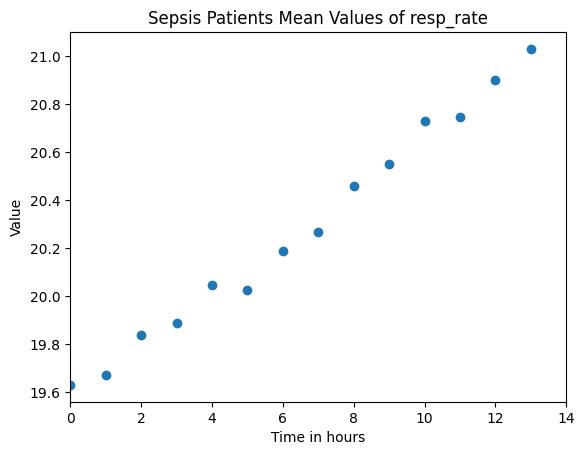 Sepsis Patients Mean Values of resp_rate
21.0
20.8
20.6
20.4
20.2
20.0
19.8
19.6
Value
0 2 4 6 8 10 12 14
Time in hours